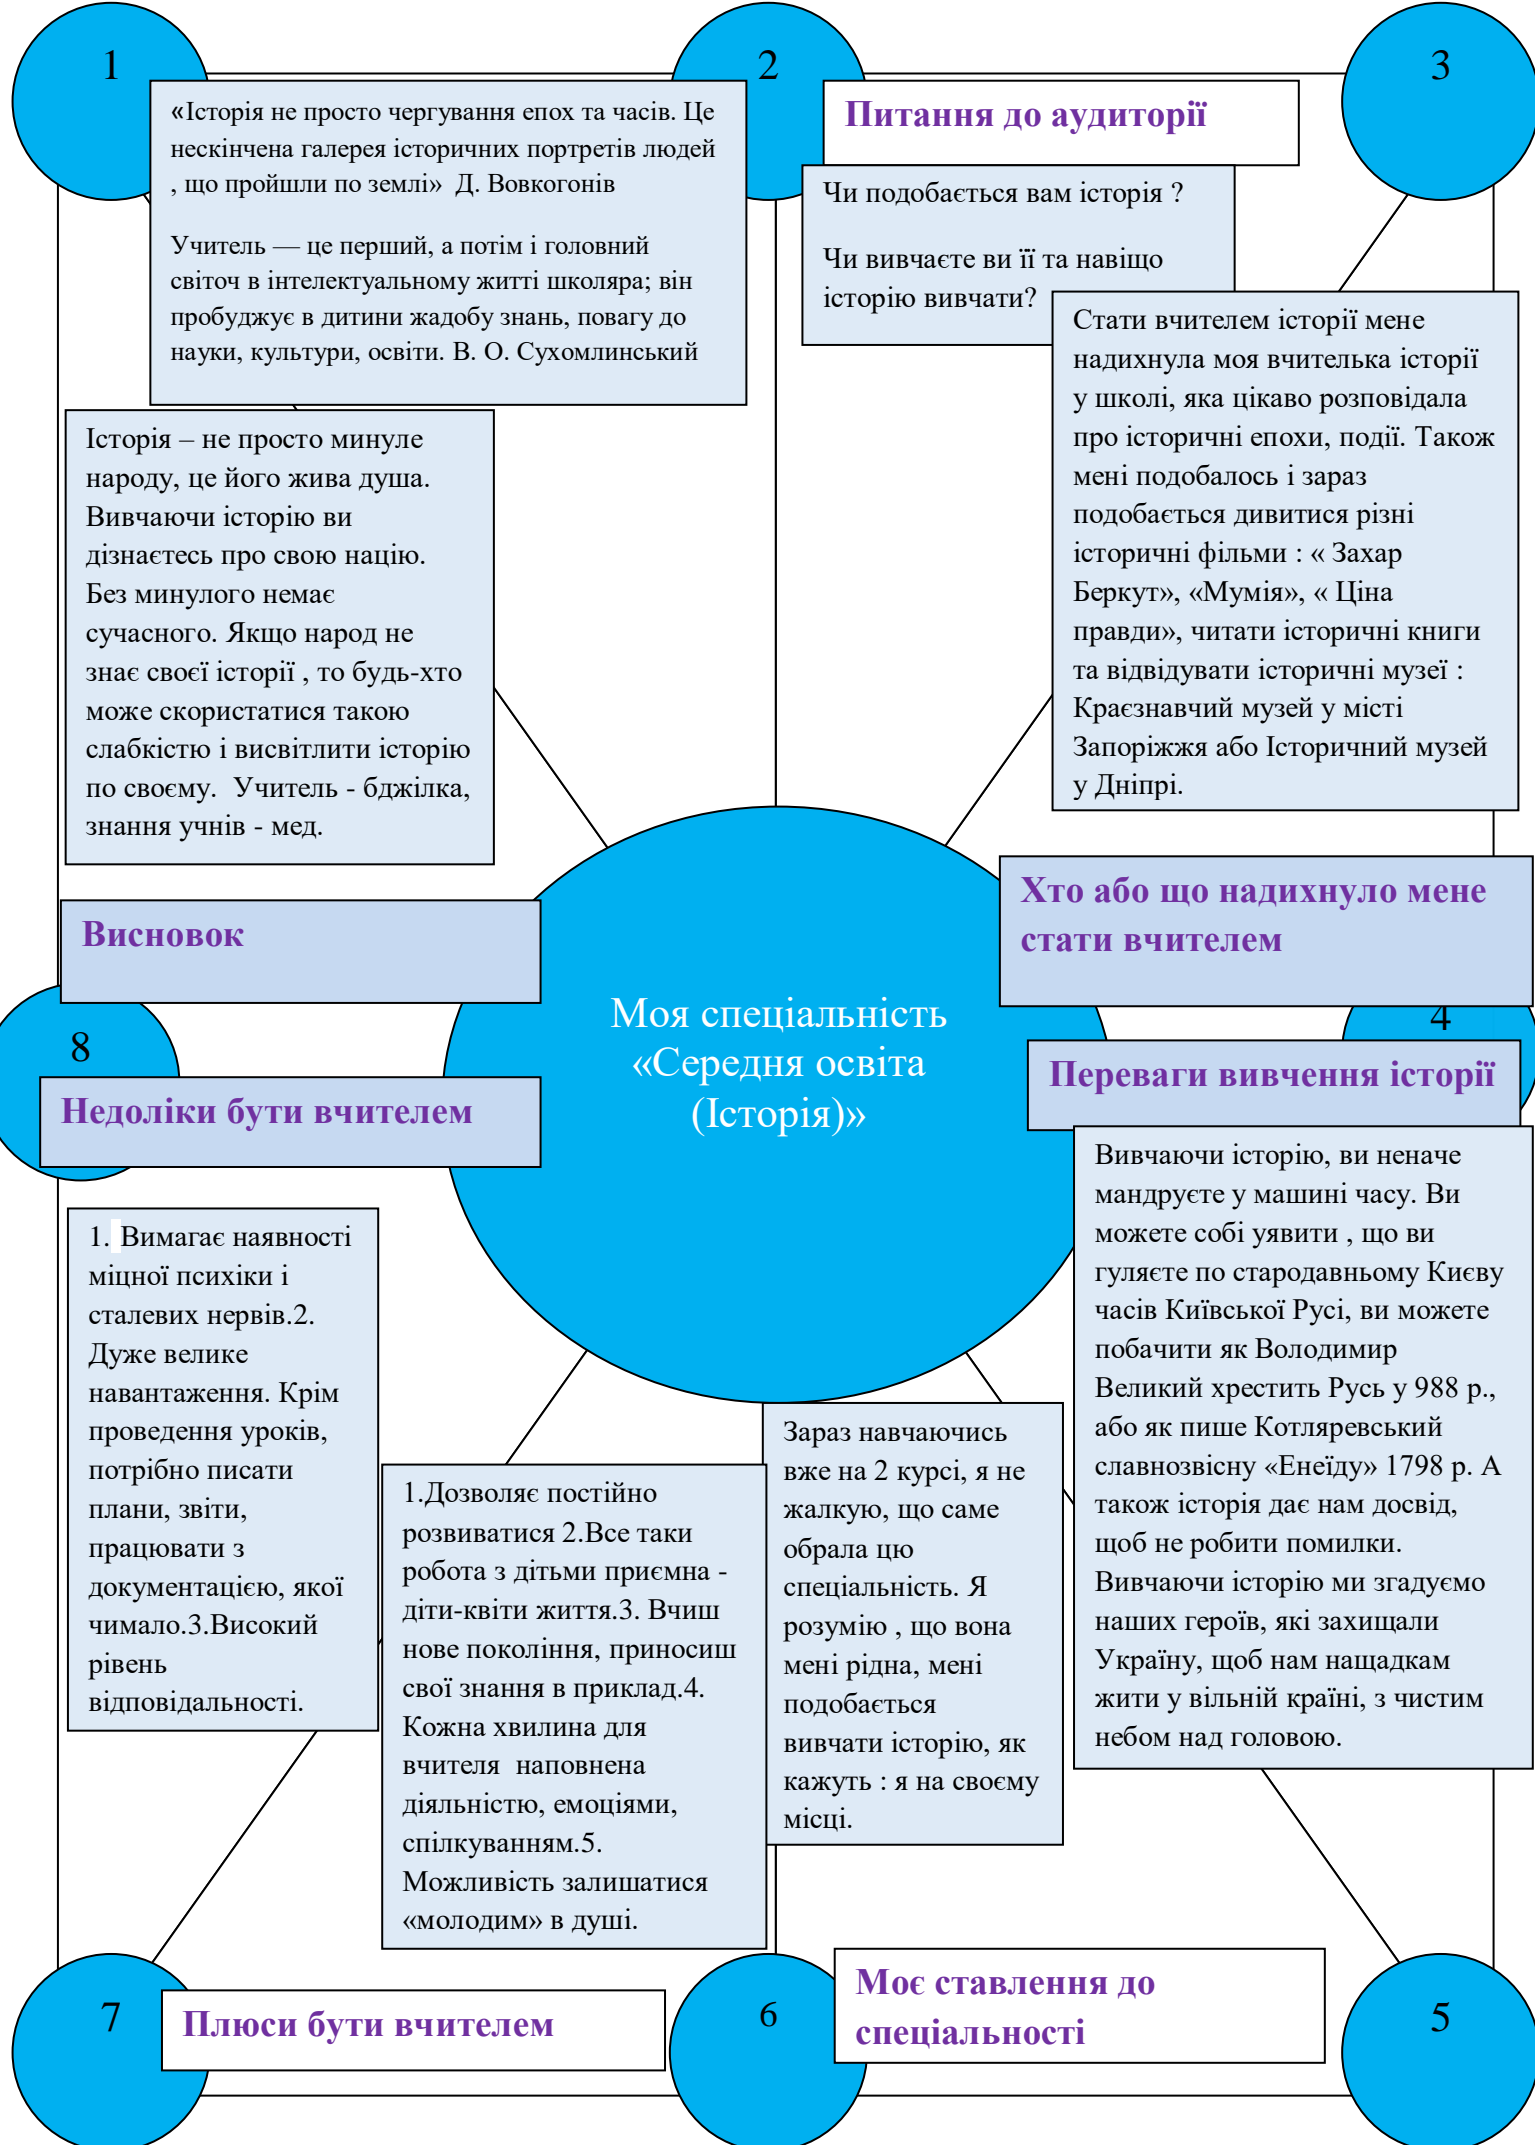 1
2
3
«Історія не просто чергування епох та часів. Це
нескінчена галерея історичних портретів людей
, що пройшли по землі»  Д. Вовкогонів
Учитель — це перший, а потім і головний
світоч в інтелектуальному житті школяра; він
пробуджує в дитини жадобу знань, повагу до
науки, культури, освіти. В. О. Сухомлинський
Питання до аудиторії
Чи подобається вам історія ?
Чи вивчаєте ви її та навіщо
історію вивчати?
Стати вчителем історії мене
надихнула моя вчителька історії
у школі, яка цікаво розповідала
про історичні епохи, події. Також
мені подобалось і зараз
подобається дивитися різні
історичні фільми : « Захар
Беркут», «Мумія», « Ціна
правди», читати історичні книги
та відвідувати історичні музеї :
Краєзнавчий музей у місті
Запоріжжя або Історичний музей
у Дніпрі.
Історія – не просто минуле
народу, це його жива душа.
Вивчаючи історію ви
дізнаєтесь про свою націю.
Без минулого немає
сучасного. Якщо народ не
знає своєї історії , то будь-хто
може скористатися такою
слабкістю і висвітлити історію
по своєму.  Учитель - бджілка,
знання учнів - мед.
Висновок
Хто або що надихнуло мене
стати вчителем
Моя спеціальність
«Середня освіта
(Історія)»
8
4
Недоліки бути вчителем
Переваги вивчення історії
Вивчаючи історію, ви неначе
мандруєте у машині часу. Ви
можете собі уявити , що ви
гуляєте по стародавньому Києву
часів Київської Русі, ви можете
побачити як Володимир
Великий хрестить Русь у 988 р.,
або як пише Котляревський
славнозвісну «Енеїду» 1798 р. А
також історія дає нам досвід,
щоб не робити помилки.
Вивчаючи історію ми згадуємо
наших героїв, які захищали
Україну, щоб нам нащадкам
жити у вільній країні, з чистим
небом над головою.
1. Вимагає наявності
міцної психіки і
сталевих нервів.2.
Дуже велике
навантаження. Крім
проведення уроків,
потрібно писати
плани, звіти,
працювати з
документацією, якої
чимало.3.Високий
рівень
відповідальності.
1.Дозволяє постійно
розвиватися 2.Все таки
робота з дітьми приємна -
діти-квіти життя.3. Вчиш
нове покоління, приносиш
свої знання в приклад.4.
Кожна хвилина для
вчителя  наповнена
діяльністю, емоціями,
спілкуванням.5.
Можливість залишатися
«молодим» в душі.
Зараз навчаючись
вже на 2 курсі, я не
жалкую, що саме
обрала цю
спеціальність. Я
розумію , що вона
мені рідна, мені
подобається
вивчати історію, як
кажуть : я на своєму
місці.
7
Плюси бути вчителем
6
Моє ставлення до
спеціальності
5